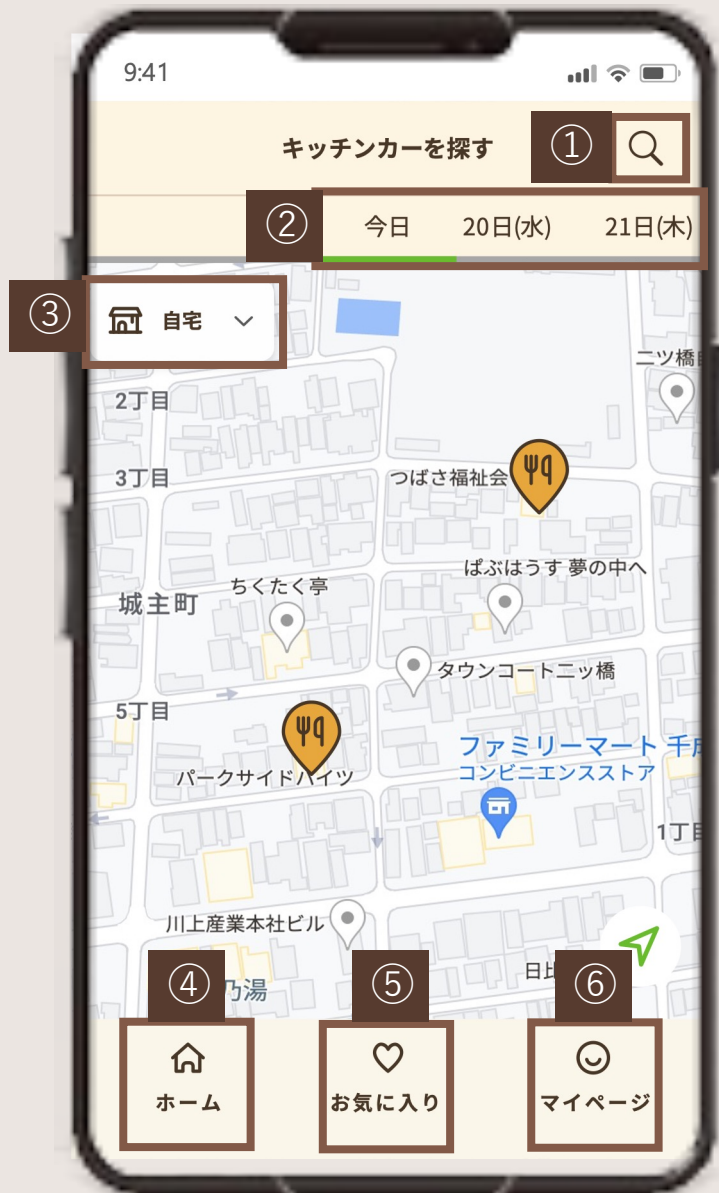 9:41
キッチンカーを探す
①
②
今日 20日(水) 21日(木)
③
自宅
二ツ橋
2丁目
3丁目
つばさ福祉会
ぱぶはうす 夢の中へ
ちくたく亭
城主町
タウンコート二ッ橋
5丁目
ファミリーマート 千
コンビニエンスストア
パークサイドハイツ
1丁目
川上産業本社ビル
④
乃湯
⑤
日比
⑥
ホーム
お気に入り
マイページ